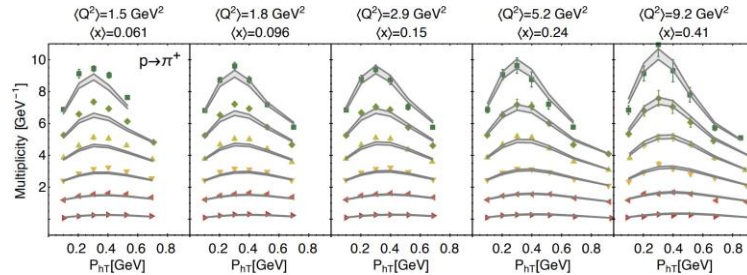 ⟨Q²⟩=1.5 GeV² ⟨Q²⟩=1.8 GeV² ⟨Q²⟩=2.9 GeV² ⟨Q²⟩=5.2 GeV² ⟨Q²⟩=9.2 GeV²
⟨x⟩=0.061 ⟨x⟩=0.096 ⟨x⟩=0.15 ⟨x⟩=0.24 ⟨x⟩=0.41
p→π⁺
Multiplicity [GeV⁻¹]
10
8
6
4
2
0 0.2 0.4 0.6 0.8 0.2 0.4 0.6 0.8 0.2 0.4 0.6 0.8 0.2 0.4 0.6 0.8 0.2 0.4 0.6 0.8
P_hT[GeV] P_hT[GeV] P_hT[GeV] P_hT[GeV] P_hT[GeV]